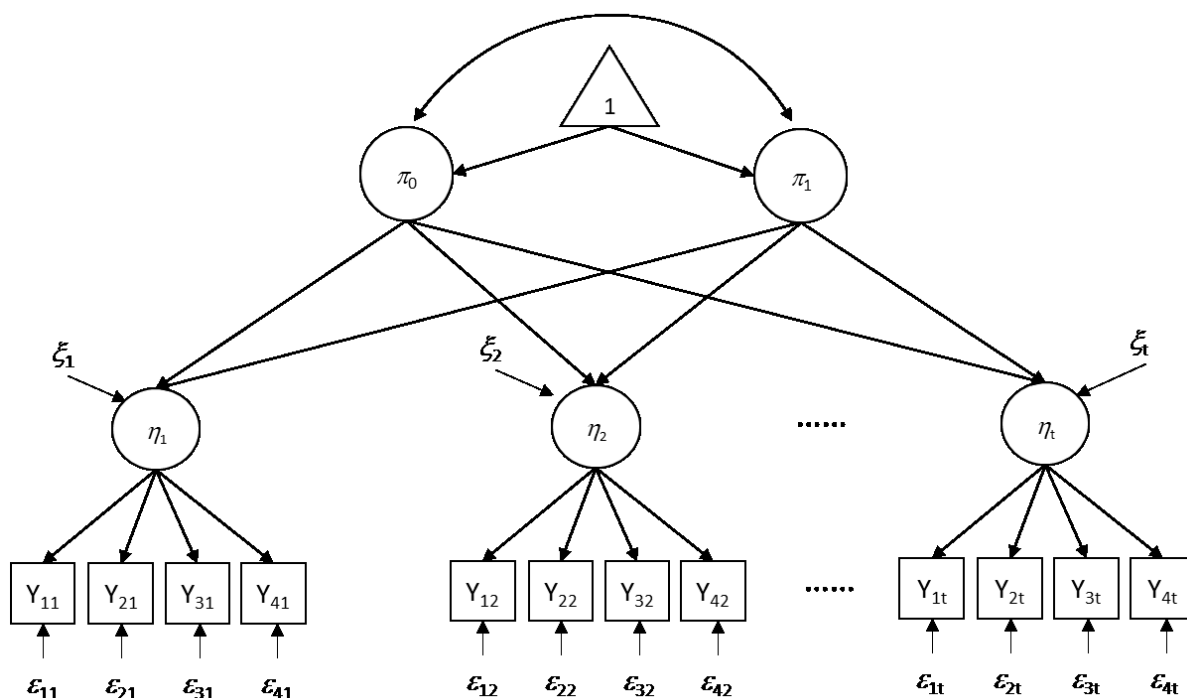 1
π₀ π₁
ξ₁ ξ₂ ξt
η₁ η₂ ...... ηt
Y₁₁ Y₂₁ Y₃₁ Y₄₁ Y₁₂ Y₂₂ Y₃₂ Y₄₂ ...... Y₁t Y₂t Y₃t Y₄t
ε₁₁ ε₂₁ ε₃₁ ε₄₁ ε₁₂ ε₂₂ ε₃₂ ε₄₂ ε₁t ε₂t ε₃t ε₄t